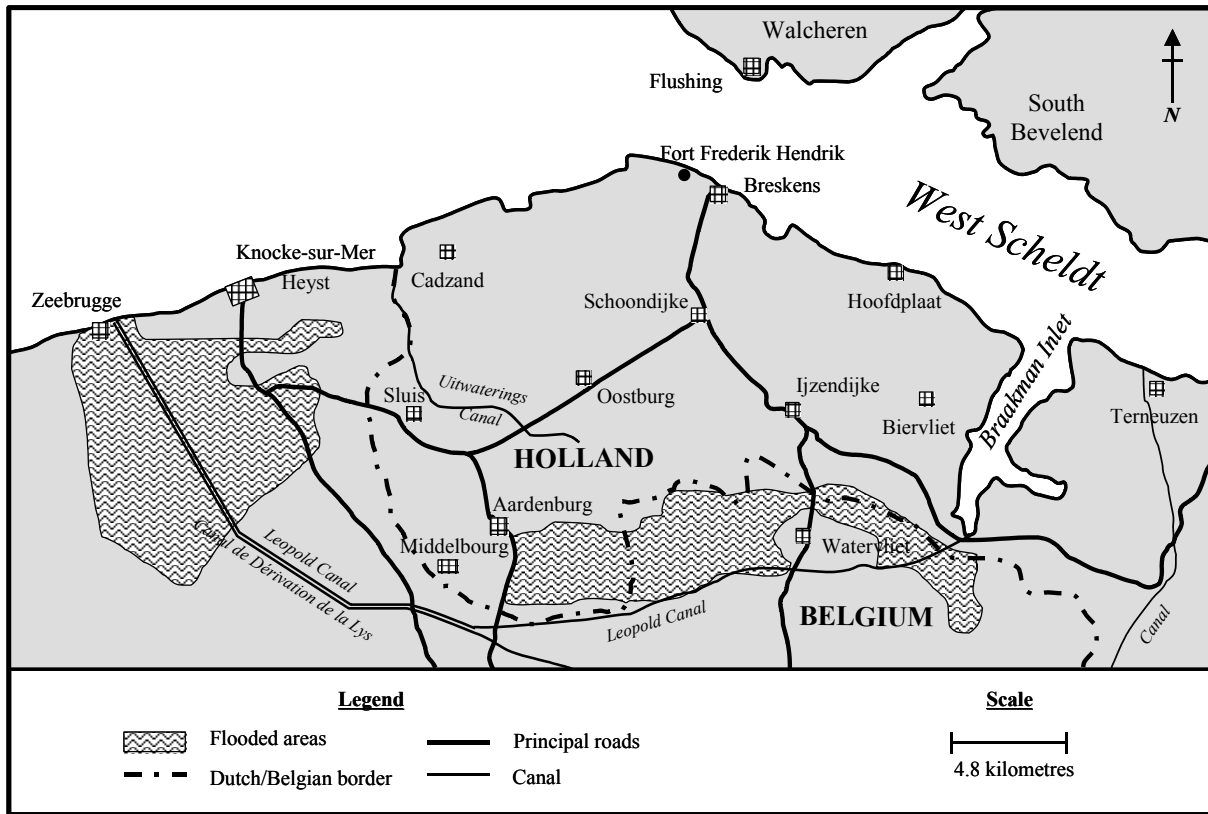 Walcheren
Flushing
South
Bevelend
N
Fort Frederik Hendrik
Breskens
West Scheldt
Knocke-sur-Mer
Heyst
Cadzand
Zeebrugge
Schoondijke
Hoofdplaat
Braakman Inlet
Uitwaterings
Canal
Sluis
Oostburg
Ijzendijke
Biervliet
Terneuzen
HOLLAND
Aardenburg
Middelbourg
Watervliet
Leopold Canal
Canal de Dérivation de la Lys
Leopold Canal
BELGIUM
Canal
Legend
Flooded areas
Principal roads
Dutch/Belgian border
Canal
Scale
4.8 kilometres